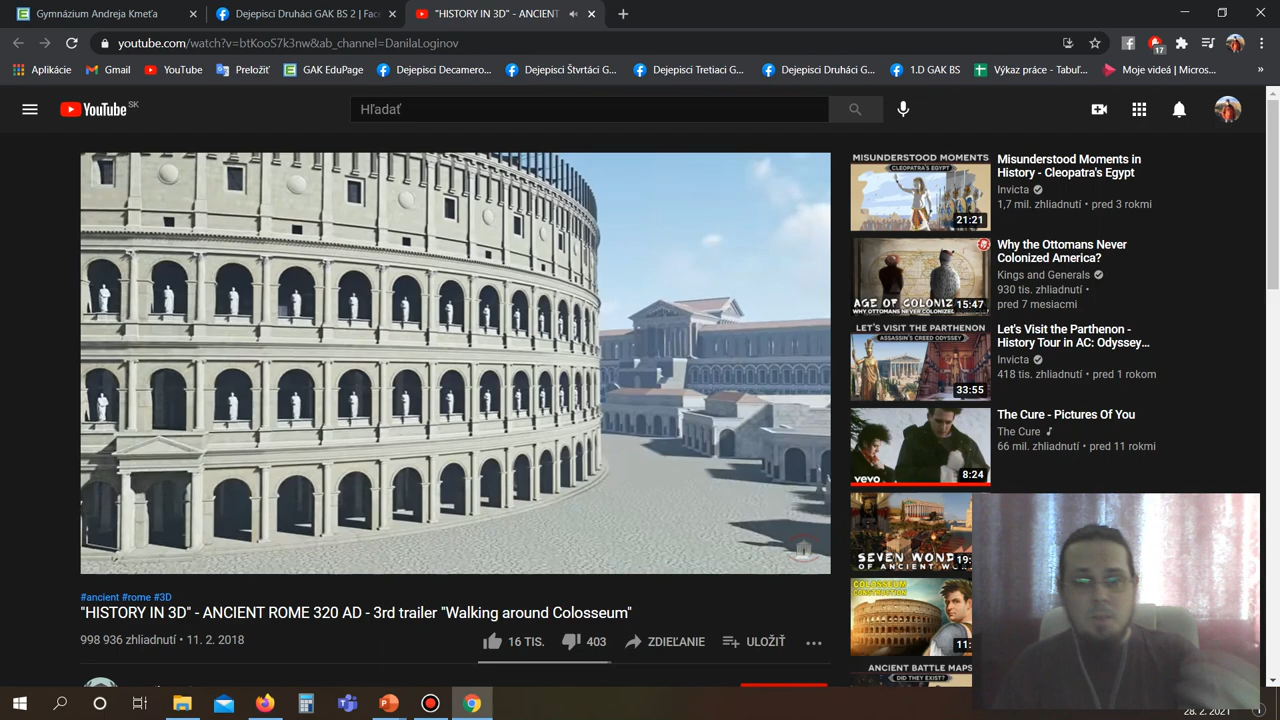 Gymnázium Andreja Kmeťa
Dejepisci Druháci GAK BS 2 | Face
"HISTORY IN 3D" - ANCIENT
youtube.com/watch?v=btKooS7k3nw&ab_channel=DanilaLoginov
17
Aplikácie
Gmail
YouTube
Preložiť
GAK EduPage
Dejepisci Dezamero...
Dejepisci Štvrtáci G...
Dejepisci Tretiaci G...
Dejepisci Druháci G...
1.D GAK BS
Výkaz práce - Tabuľ...
Moje videá | Micros...
»
YouTube SK
Hľadať
MISUNDERSTOOD MOMENTS
CLEOPATRA'S EGYPT
21:21
Misunderstood Moments in
History - Cleopatra's Egypt
Invicta
1,7 mil. zhliadnutí • pred 3 rokmi
AGE OF COLONIZ
WHY OTTOMANS NEVER COLONIZED
15:47
Why the Ottomans Never
Colonized America?
Kings and Generals
930 tis. zhliadnutí •
pred 7 mesiacmi
LET'S VISIT THE PARTHENON
ASSASSIN'S CREED ODYSSEY
33:55
Let's Visit the Parthenon -
History Tour in AC: Odyssey...
Invicta
418 tis. zhliadnutí • pred 1 rokom
vevo
8:24
The Cure - Pictures Of You
The Cure
66 mil. zhliadnutí • pred 11 rokmi
SEVEN WOND
OF ANCIENT WO
19:
COLOSSEUM
CONSTRUCTION
11:
ANCIENT BATTLE MAPS
DID THEY EXIST?
#ancient #rome #3D
"HISTORY IN 3D" - ANCIENT ROME 320 AD - 3rd trailer "Walking around Colosseum"
998 936 zhliadnutí • 11. 2. 2018
16 TIS.
403
ZDIEĽANIE
ULOŽIŤ
28. 2. 2021